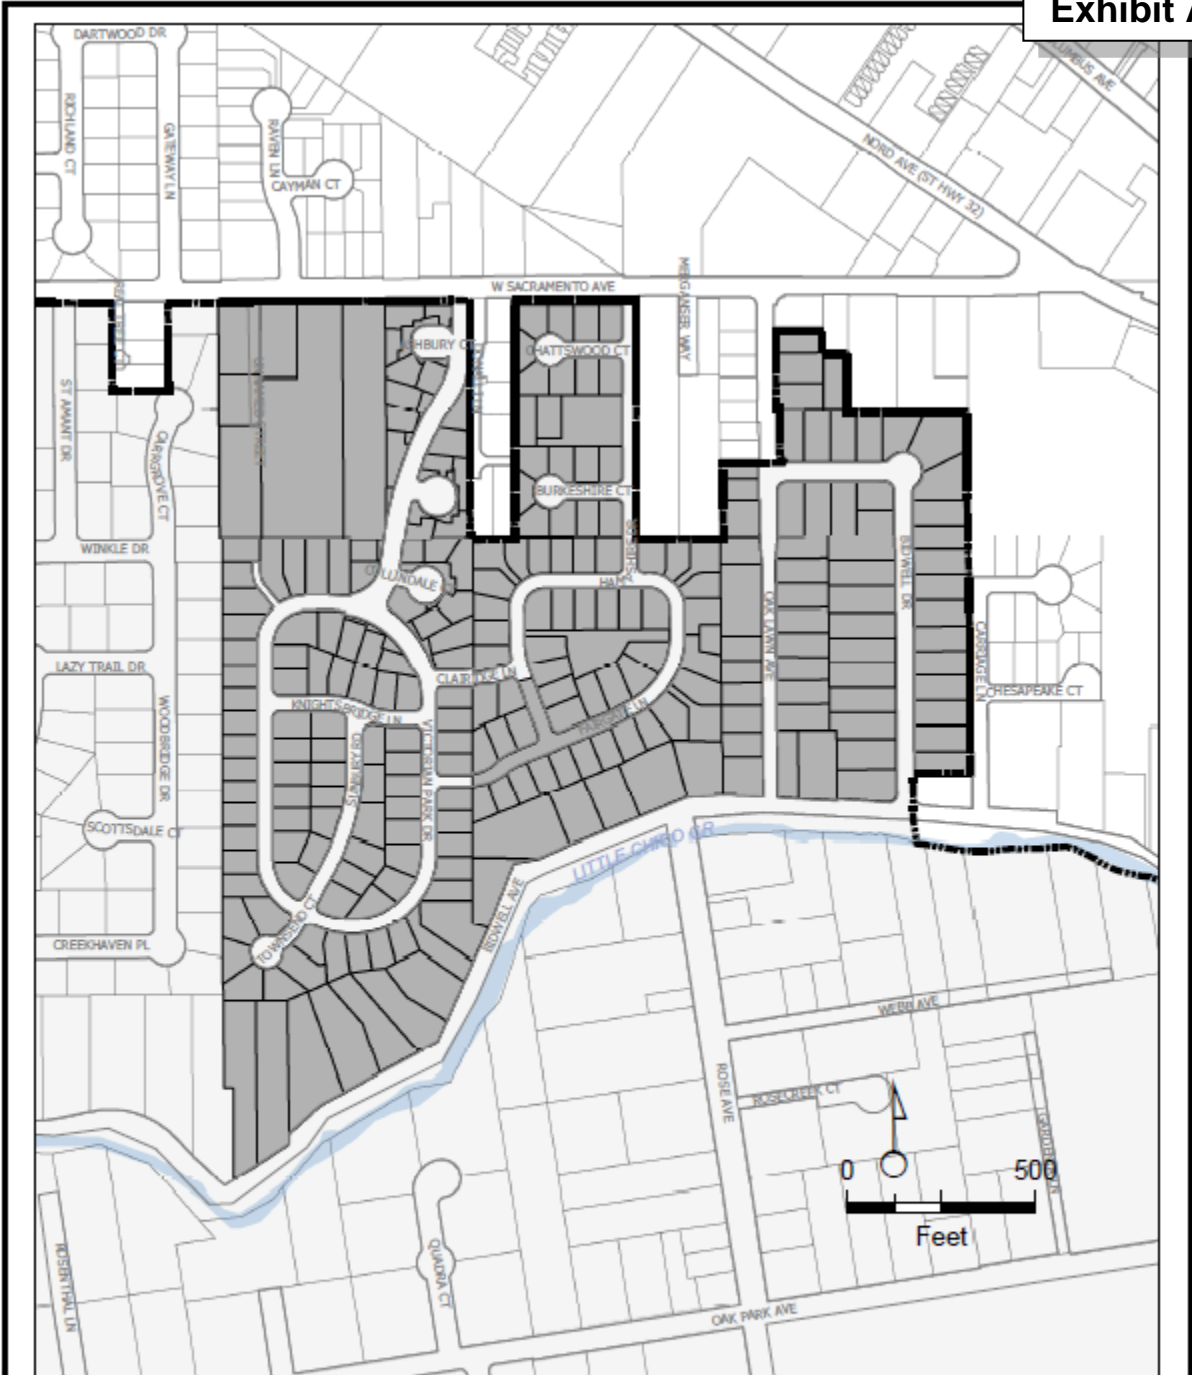 Exhibit A
DARTWOOD DR
RICHLAND CT
GATEWAY LN
RAVEN LN
CAYMAN CT
NORD AVE (ST HWY 32)
W SACRAMENTO AVE
MERGANSER WAY
CHATTSWOOD CT
ST AMANT DR
BURKESHIRE CT
WINKLE DR
BIDWELL DR
OAK LAWN AVE
CARRIAGE LN
LAZY TRAIL DR
CLAIRIDGE LN
CHESAPEAKE CT
KNIGHTSBRIDGE LN
WOODBRIDGE DR
VICTORIAN PARK DR
SCOTTSDALE CT
LITTLE CHICO CR
BIDWELL AVE
TOWNSEND CT
CREEKHAVEN PL
WEBB AVE
ROSE AVE
ROSECREEK CT
0 500
Feet
QUADRA CT
ROSENTHAL LN
OAK PARK AVE